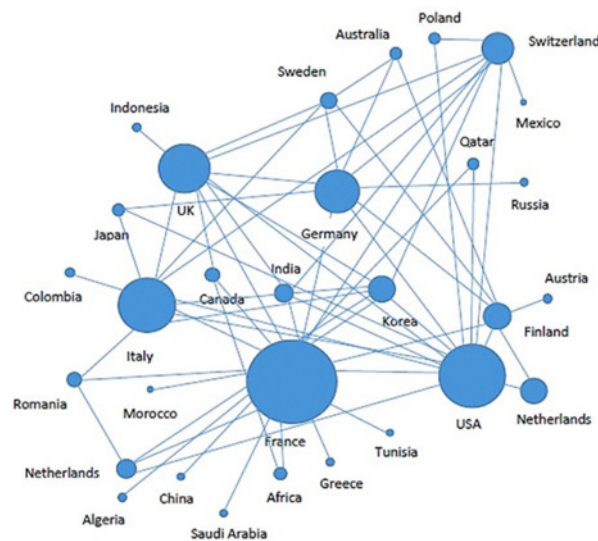 Poland
Australia
Switzerland
Sweden
Indonesia
Mexico
Qatar
UK
Germany
Russia
Japan
India
Canada
Colombia
Korea
Austria
Finland
Italy
Romania
Morocco
France
USA
Netherlands
Tunisia
Netherlands
China
Africa
Greece
Algeria
Saudi Arabia